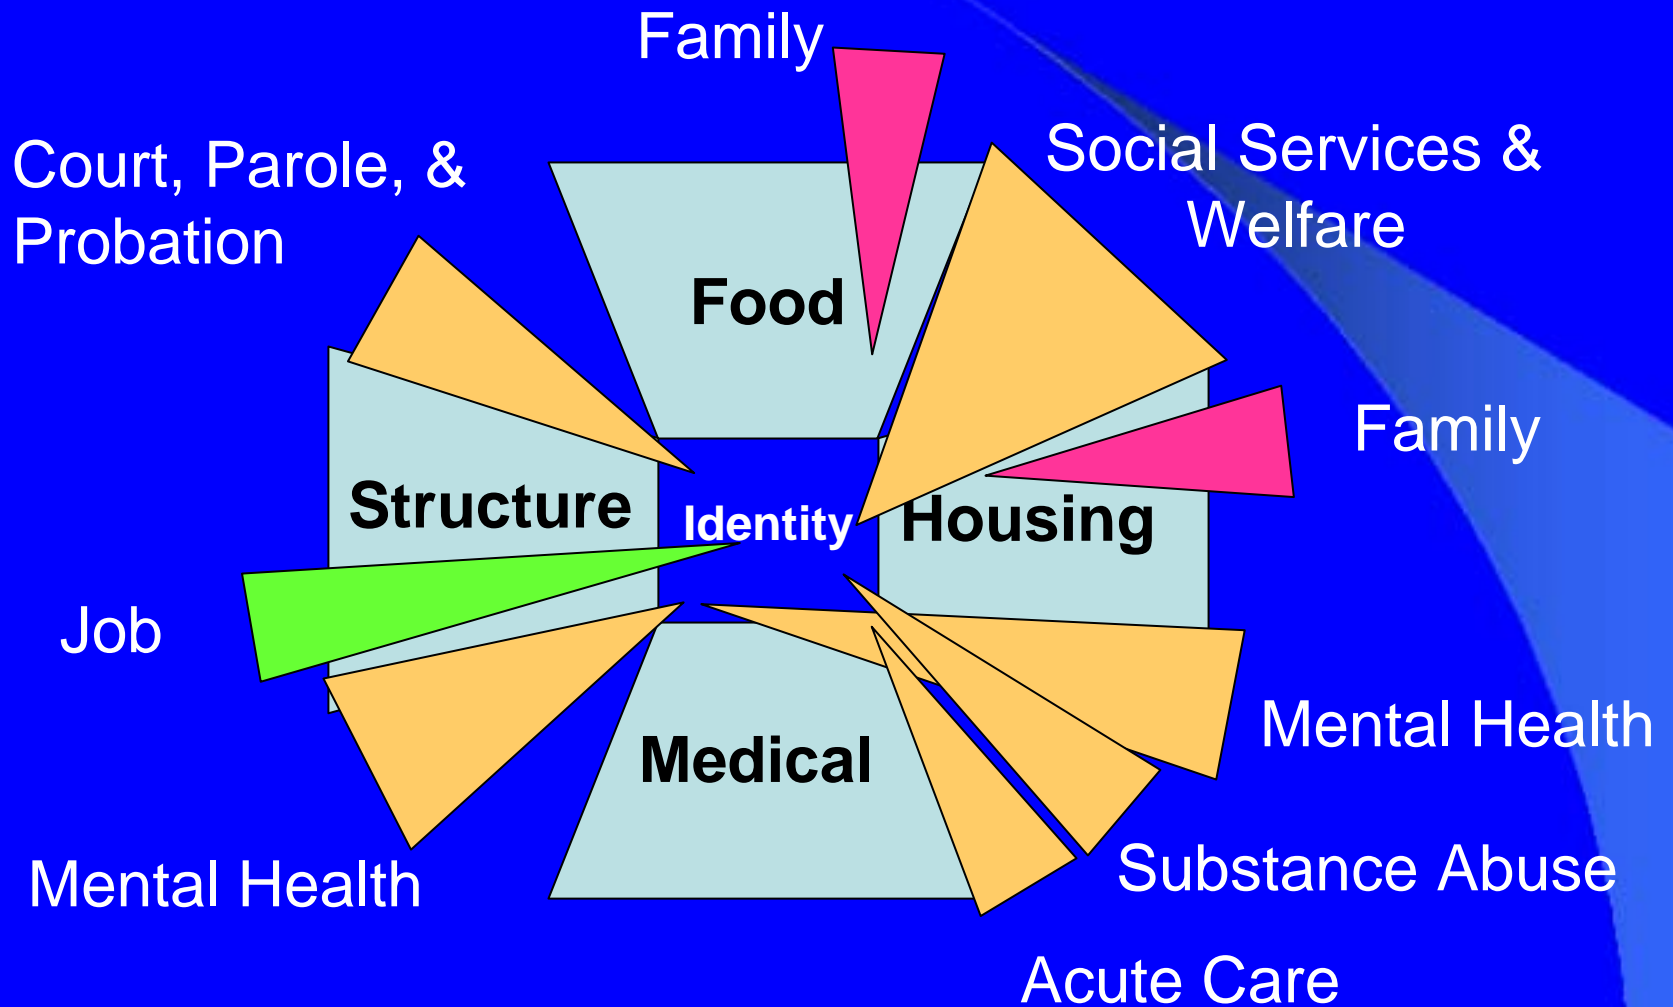 Family
Court, Parole, &
Probation
Social Services &
Welfare
Food
Family
Structure
Identity
Housing
Job
Mental Health
Medical
Mental Health
Substance Abuse
Acute Care